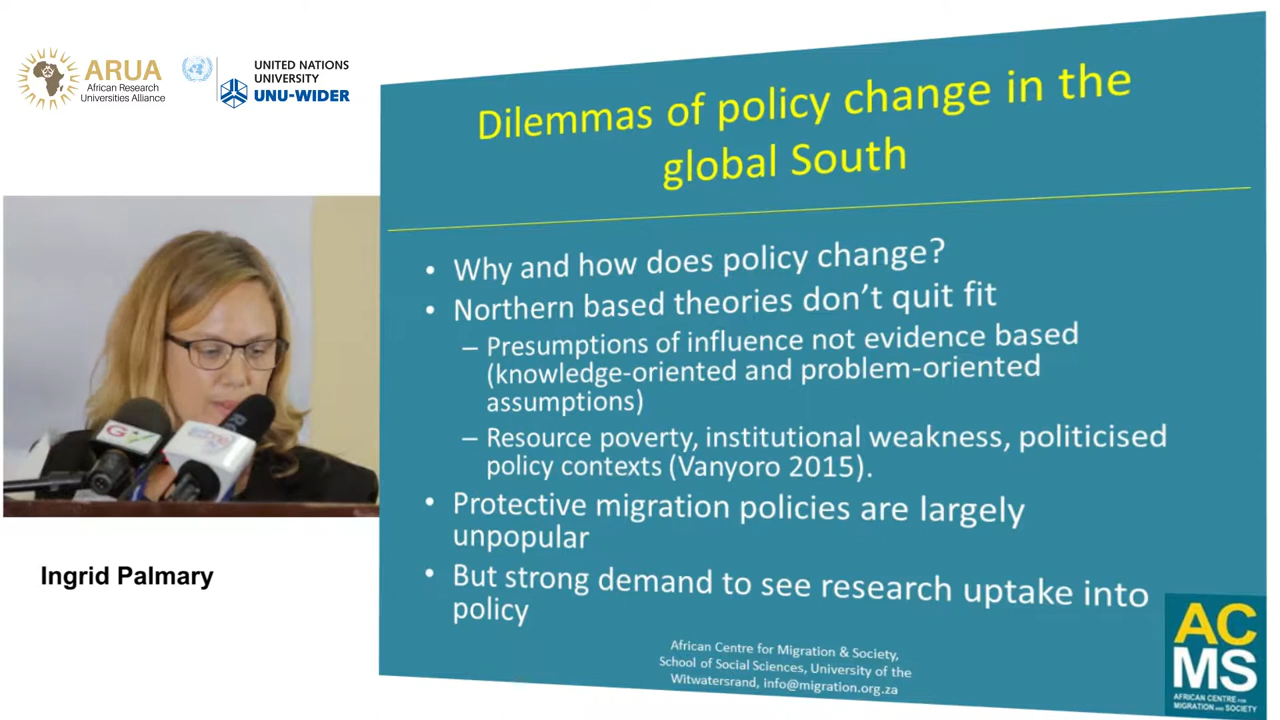 ARUA
African Research
Universities Alliance
UNITED NATIONS
UNIVERSITY
UNU-WIDER
Dilemmas of policy change in the
global South
• Why and how does policy change?
• Northern based theories don't quit fit
– Presumptions of influence not evidence based
(knowledge-oriented and problem-oriented
assumptions)
– Resource poverty, institutional weakness, politicised
policy contexts (Vanyoro 2015).
• Protective migration policies are largely
unpopular
• But strong demand to see research uptake into
policy
Ingrid Palmary
African Centre for Migration & Society,
School of Social Sciences, University of the
Witwatersrand, info@migration.org.za
AC
MS
AFRICAN CENTRE FOR
MIGRATION AND SOCIETY